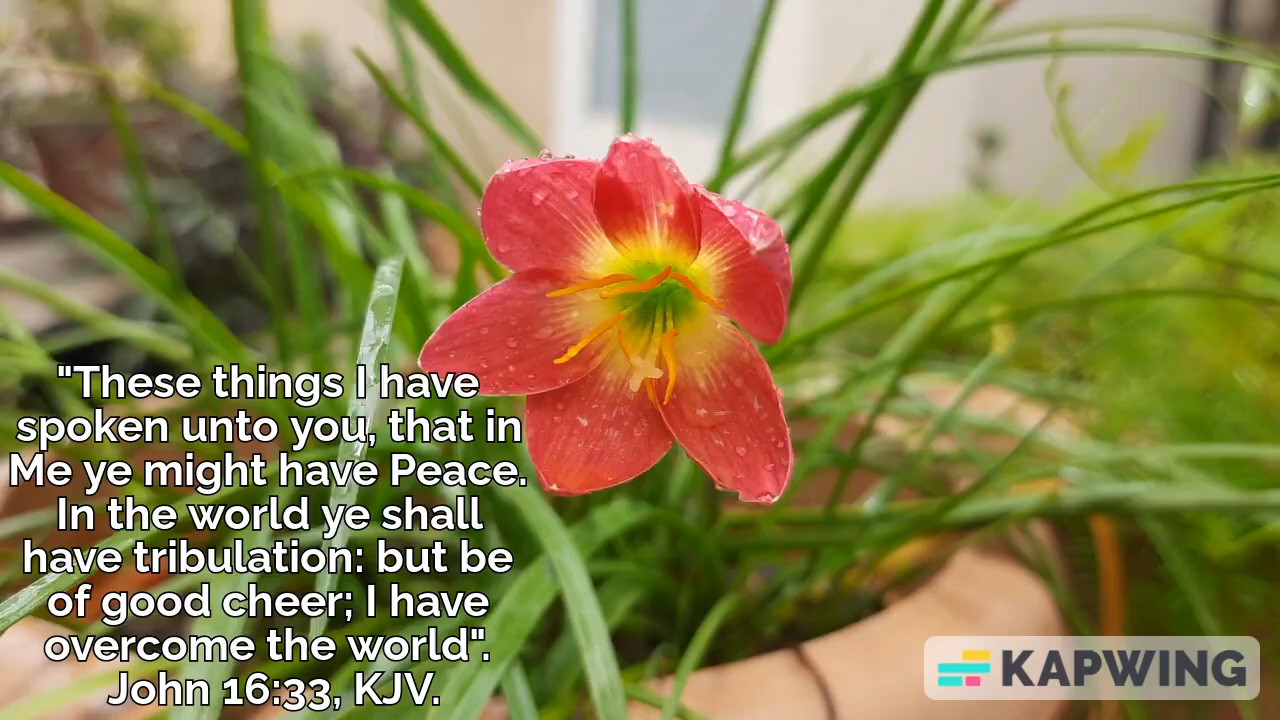 "These things I have
spoken unto you, that in
Me ye might have Peace.
In the world ye shall
have tribulation: but be
of good cheer; I have
overcome the world".
John 16:33, KJV.
KAPWING